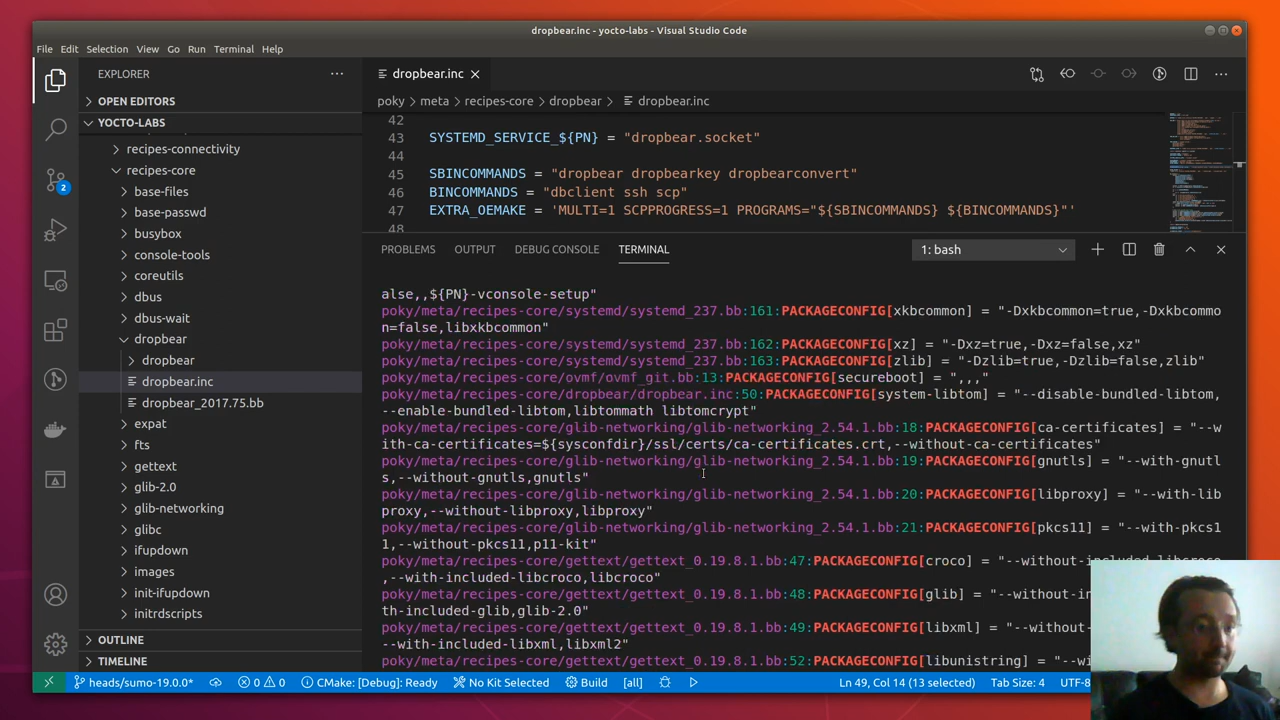 dropbear.inc - yocto-labs - Visual Studio Code
File Edit Selection View Go Run Terminal Help
EXPLORER
OPEN EDITORS
YOCTO-LABS
recipes-connectivity
recipes-core
base-files
base-passwd
busybox
console-tools
coreutils
dbus
dbus-wait
dropbear
dropbear
dropbear.inc
dropbear_2017.75.bb
expat
fts
gettext
glib-2.0
glib-networking
glibc
ifupdown
images
init-ifupdown
initrdscripts
OUTLINE
TIMELINE
2
dropbear.inc
poky > meta > recipes-core > dropbear > dropbear.inc
42
43 SYSTEMD_SERVICE_${PN} = "dropbear.socket"
44
45 SBINCOMMANDS = "dropbear dropbearkey dropbearconvert"
46 BINCOMMANDS = "dbclient ssh scp"
47 EXTRA_OEMAKE = 'MULTI=1 SCPPROGRESS=1 PROGRAMS="${SBINCOMMANDS} ${BINCOMMANDS}"'
48
PROBLEMS OUTPUT DEBUG CONSOLE TERMINAL 1: bash
alse,,${PN}-vconsole-setup"
poky/meta/recipes-core/systemd/systemd_237.bb:161:PACKAGECONFIG[xkbcommon] = "-Dxkbcommon=true,-Dxkbcommo
n=false,libxkbcommon"
poky/meta/recipes-core/systemd/systemd_237.bb:162:PACKAGECONFIG[xz] = "-Dxz=true,-Dxz=false,xz"
poky/meta/recipes-core/systemd/systemd_237.bb:163:PACKAGECONFIG[zlib] = "-Dzlib=true,-Dzlib=false,zlib"
poky/meta/recipes-core/ovmf/ovmf_git.bb:13:PACKAGECONFIG[secureboot] = ",,,"
poky/meta/recipes-core/dropbear/dropbear.inc:50:PACKAGECONFIG[system-libtom] = "--disable-bundled-libtom,
--enable-bundled-libtom,libtommath libtomcrypt"
poky/meta/recipes-core/glib-networking/glib-networking_2.54.1.bb:18:PACKAGECONFIG[ca-certificates] = "--w
ith-ca-certificates=${sysconfdir}/ssl/certs/ca-certificates.crt,--without-ca-certificates"
poky/meta/recipes-core/glib-networking/glib-networking_2.54.1.bb:19:PACKAGECONFIG[gnutls] = "--with-gnutl
s,--without-gnutls,gnutls"
poky/meta/recipes-core/glib-networking/glib-networking_2.54.1.bb:20:PACKAGECONFIG[libproxy] = "--with-lib
proxy,--without-libproxy,libproxy"
poky/meta/recipes-core/glib-networking/glib-networking_2.54.1.bb:21:PACKAGECONFIG[pkcs11] = "--with-pkcs1
1,--without-pkcs11,p11-kit"
poky/meta/recipes-core/gettext/gettext_0.19.8.1.bb:47:PACKAGECONFIG[croco] = "--without-included-libcroco
,--with-included-libcroco,libcroco"
poky/meta/recipes-core/gettext/gettext_0.19.8.1.bb:48:PACKAGECONFIG[glib] = "--without-in
th-included-glib,glib-2.0"
poky/meta/recipes-core/gettext/gettext_0.19.8.1.bb:49:PACKAGECONFIG[libxml] = "--without-
--with-included-libxml,libxml2"
poky/meta/recipes-core/gettext/gettext_0.19.8.1.bb:52:PACKAGECONFIG[libunistring] = "--wi
heads/sumo-19.0.0* 0 0 CMake: [Debug]: Ready No Kit Selected Build [all] Ln 49, Col 14 (13 selected) Tab Size: 4 UTF-8